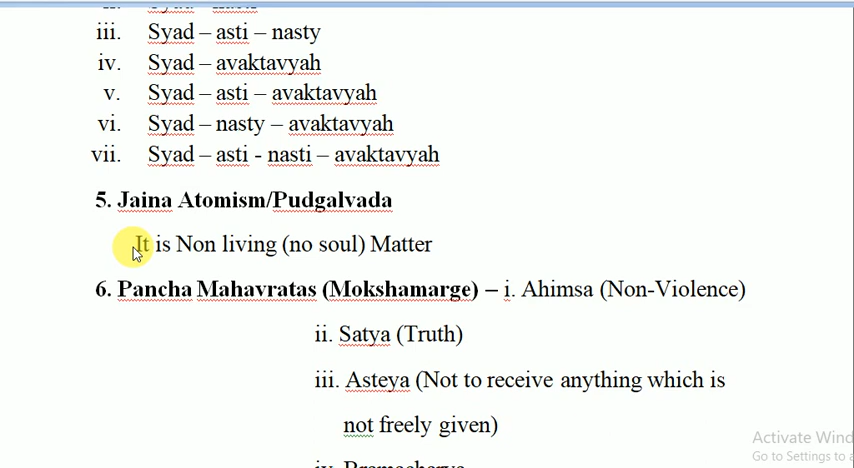 iii. Syad – asti – nasty
iv. Syad – avaktavyah
v. Syad – asti – avaktavyah
vi. Syad – nasty – avaktavyah
vii. Syad – asti - nasti – avaktavyah
5. Jaina Atomism/Pudgalvada
It is Non living (no soul) Matter
6. Pancha Mahavratas (Mokshamarge) – i. Ahimsa (Non-Violence)
ii. Satya (Truth)
iii. Asteya (Not to receive anything which is
not freely given)
Activate Wind
Go to Settings to a